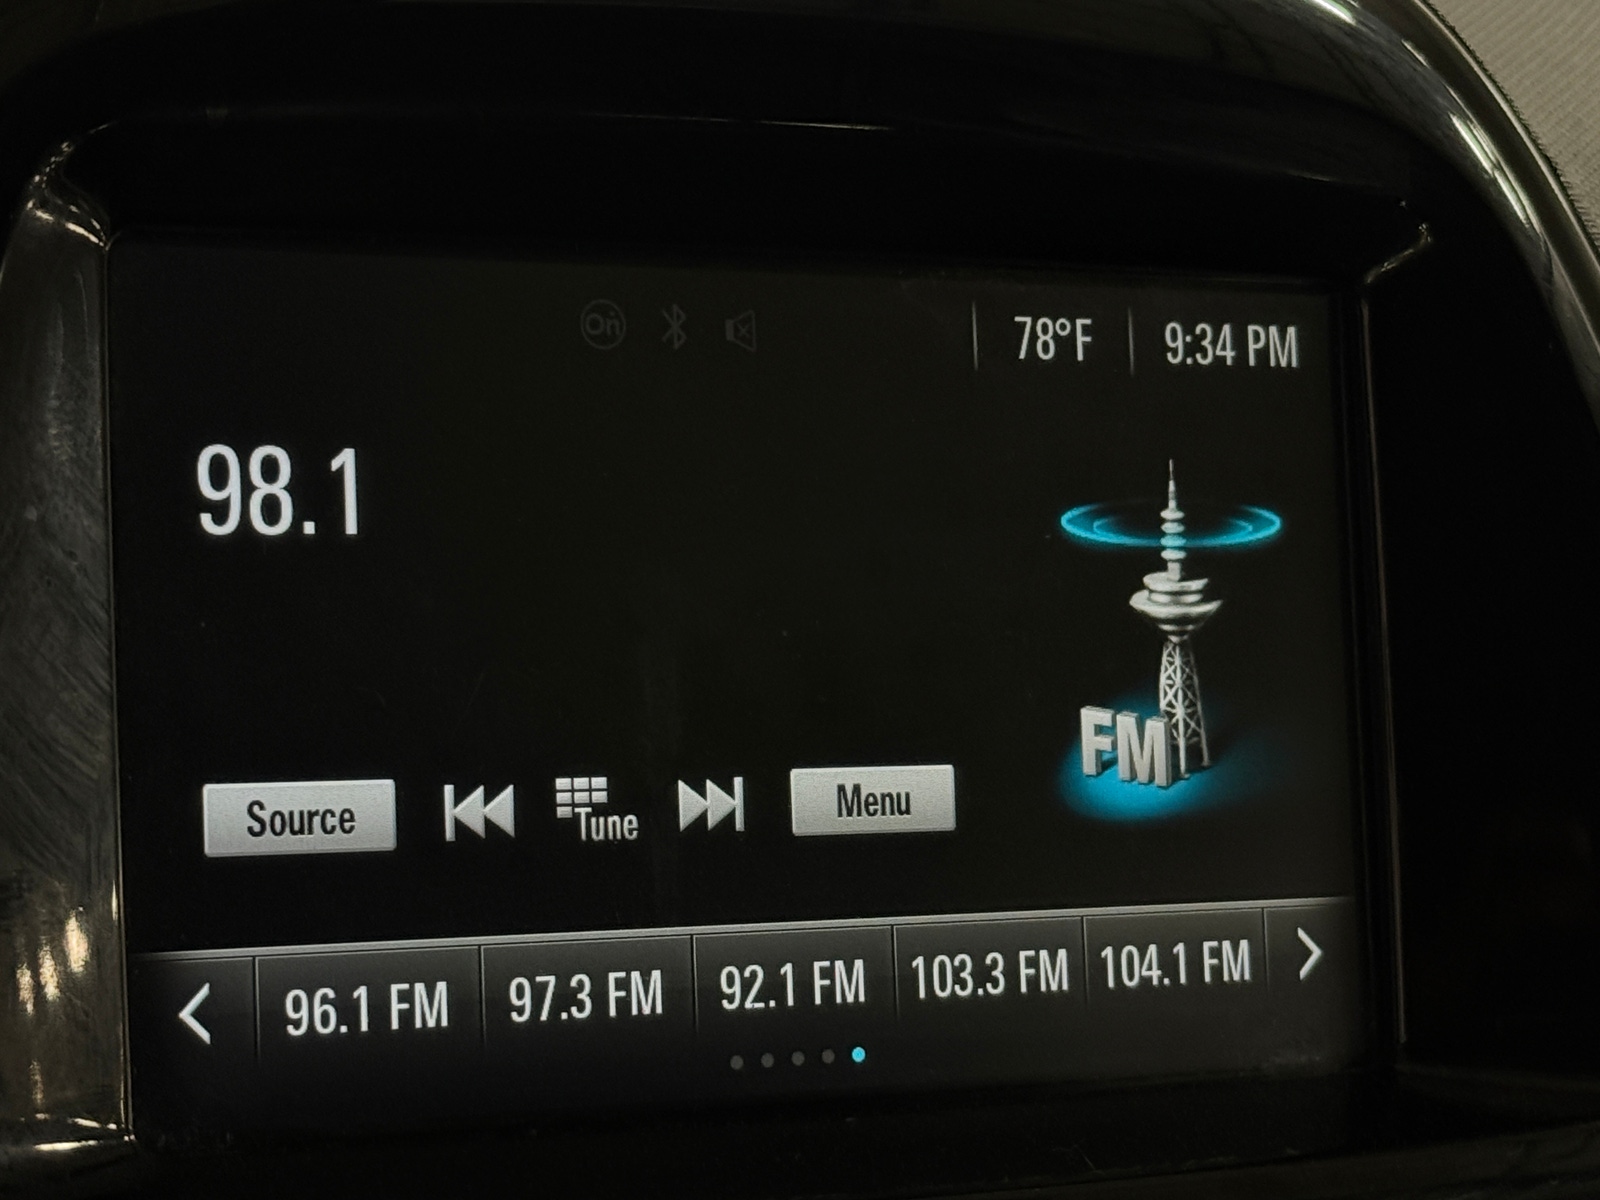 On
78°F
9:34 PM
98.1
FM
Source
Tune
Menu
96.1 FM
97.3 FM
92.1 FM
103.3 FM
104.1 FM